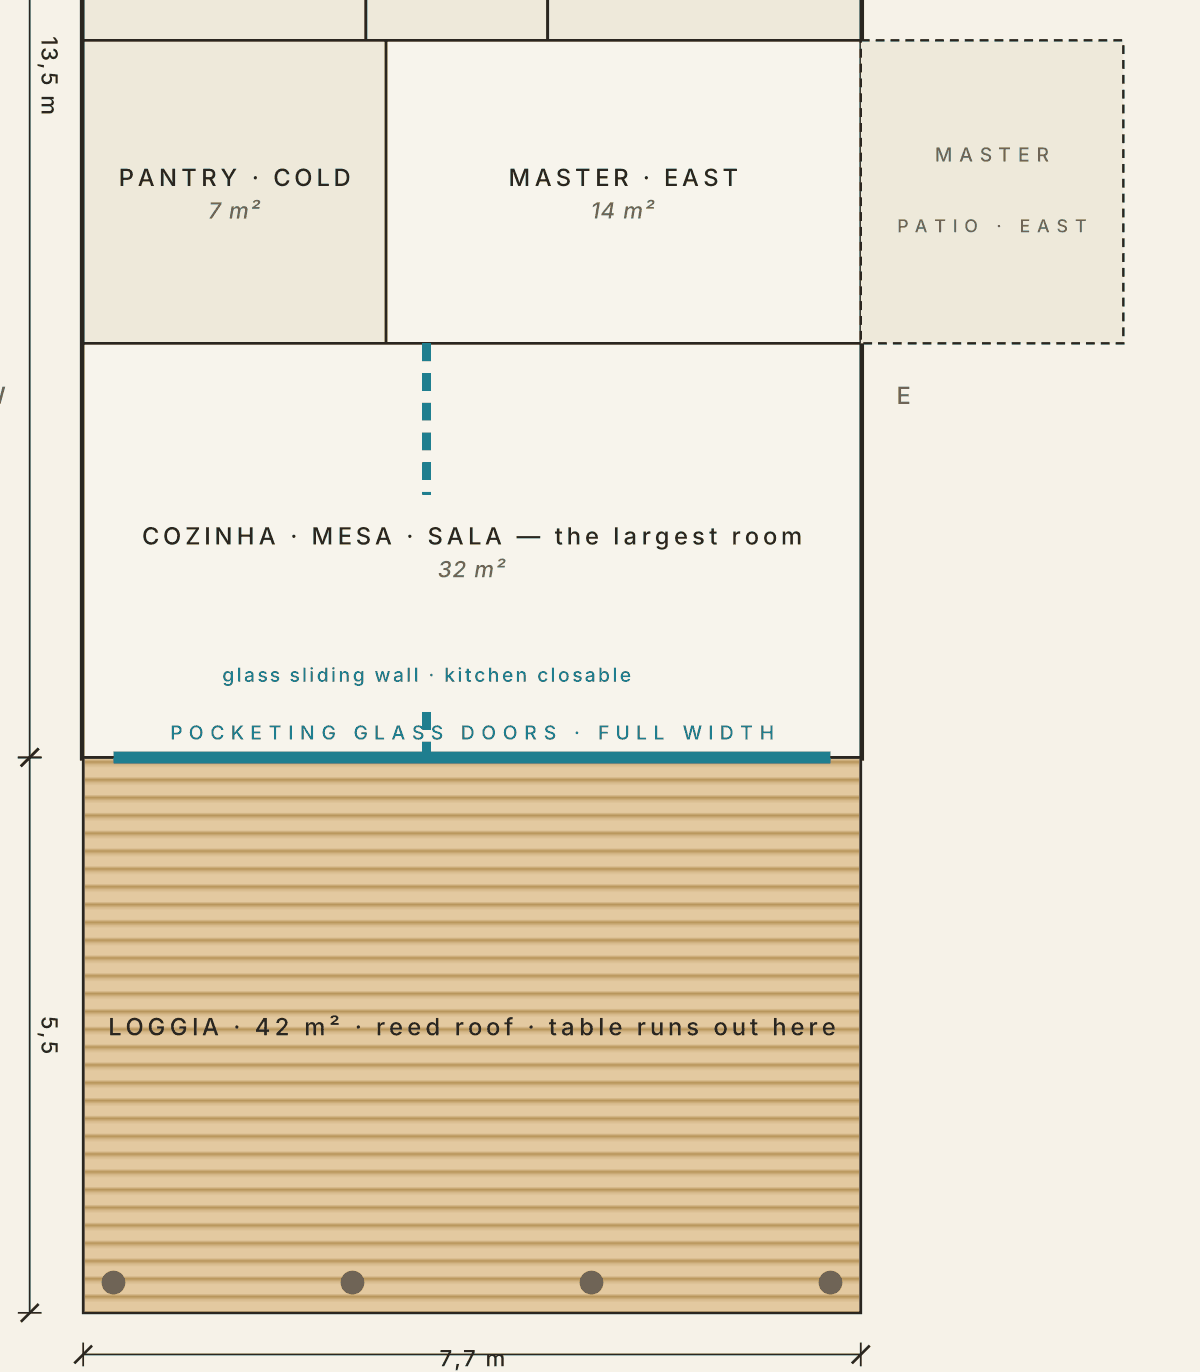 13,5 m
PANTRY · COLD
7 m²
MASTER · EAST
14 m²
MASTER
PATIO · EAST
E
COZINHA · MESA · SALA — the largest room
32 m²
glass sliding wall · kitchen closable
POCKETING GLASS DOORS · FULL WIDTH
5,5
LOGGIA · 42 m² · reed roof · table runs out here
7,7 m